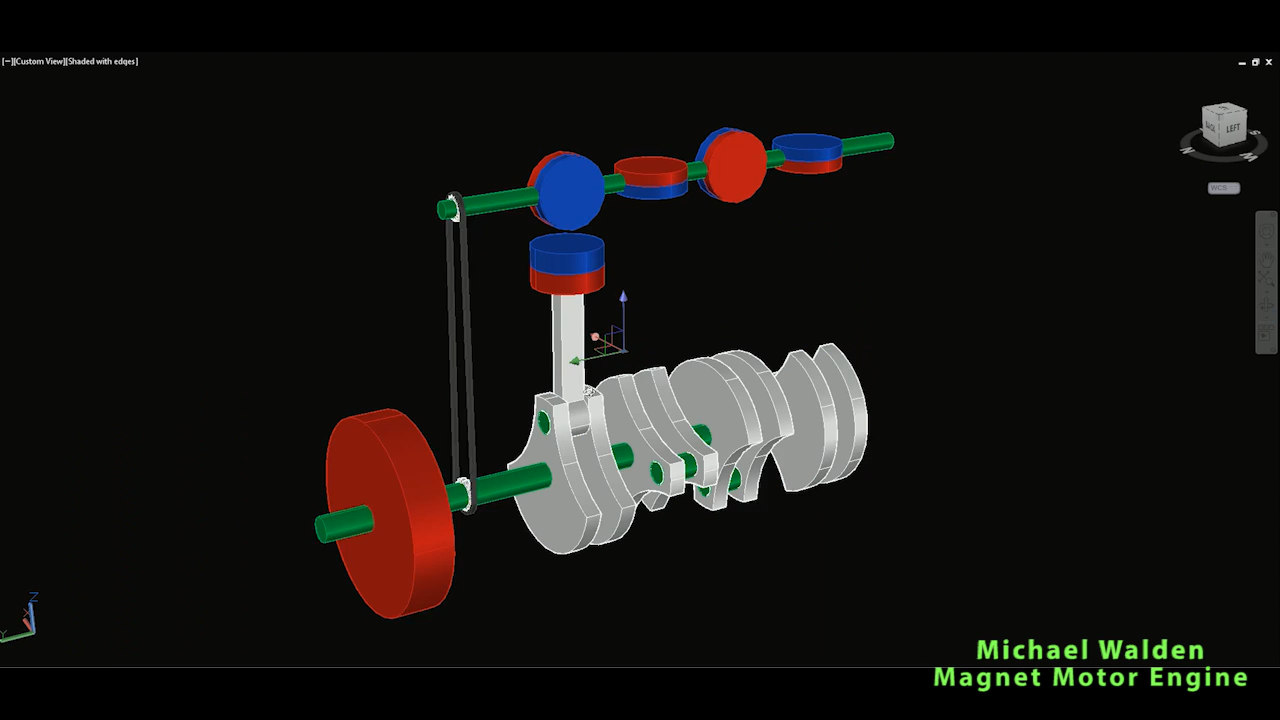 [−][Custom View][Shaded with edges]
LEFT
WCS
Z
X
Y
Michael Walden
Magnet Motor Engine